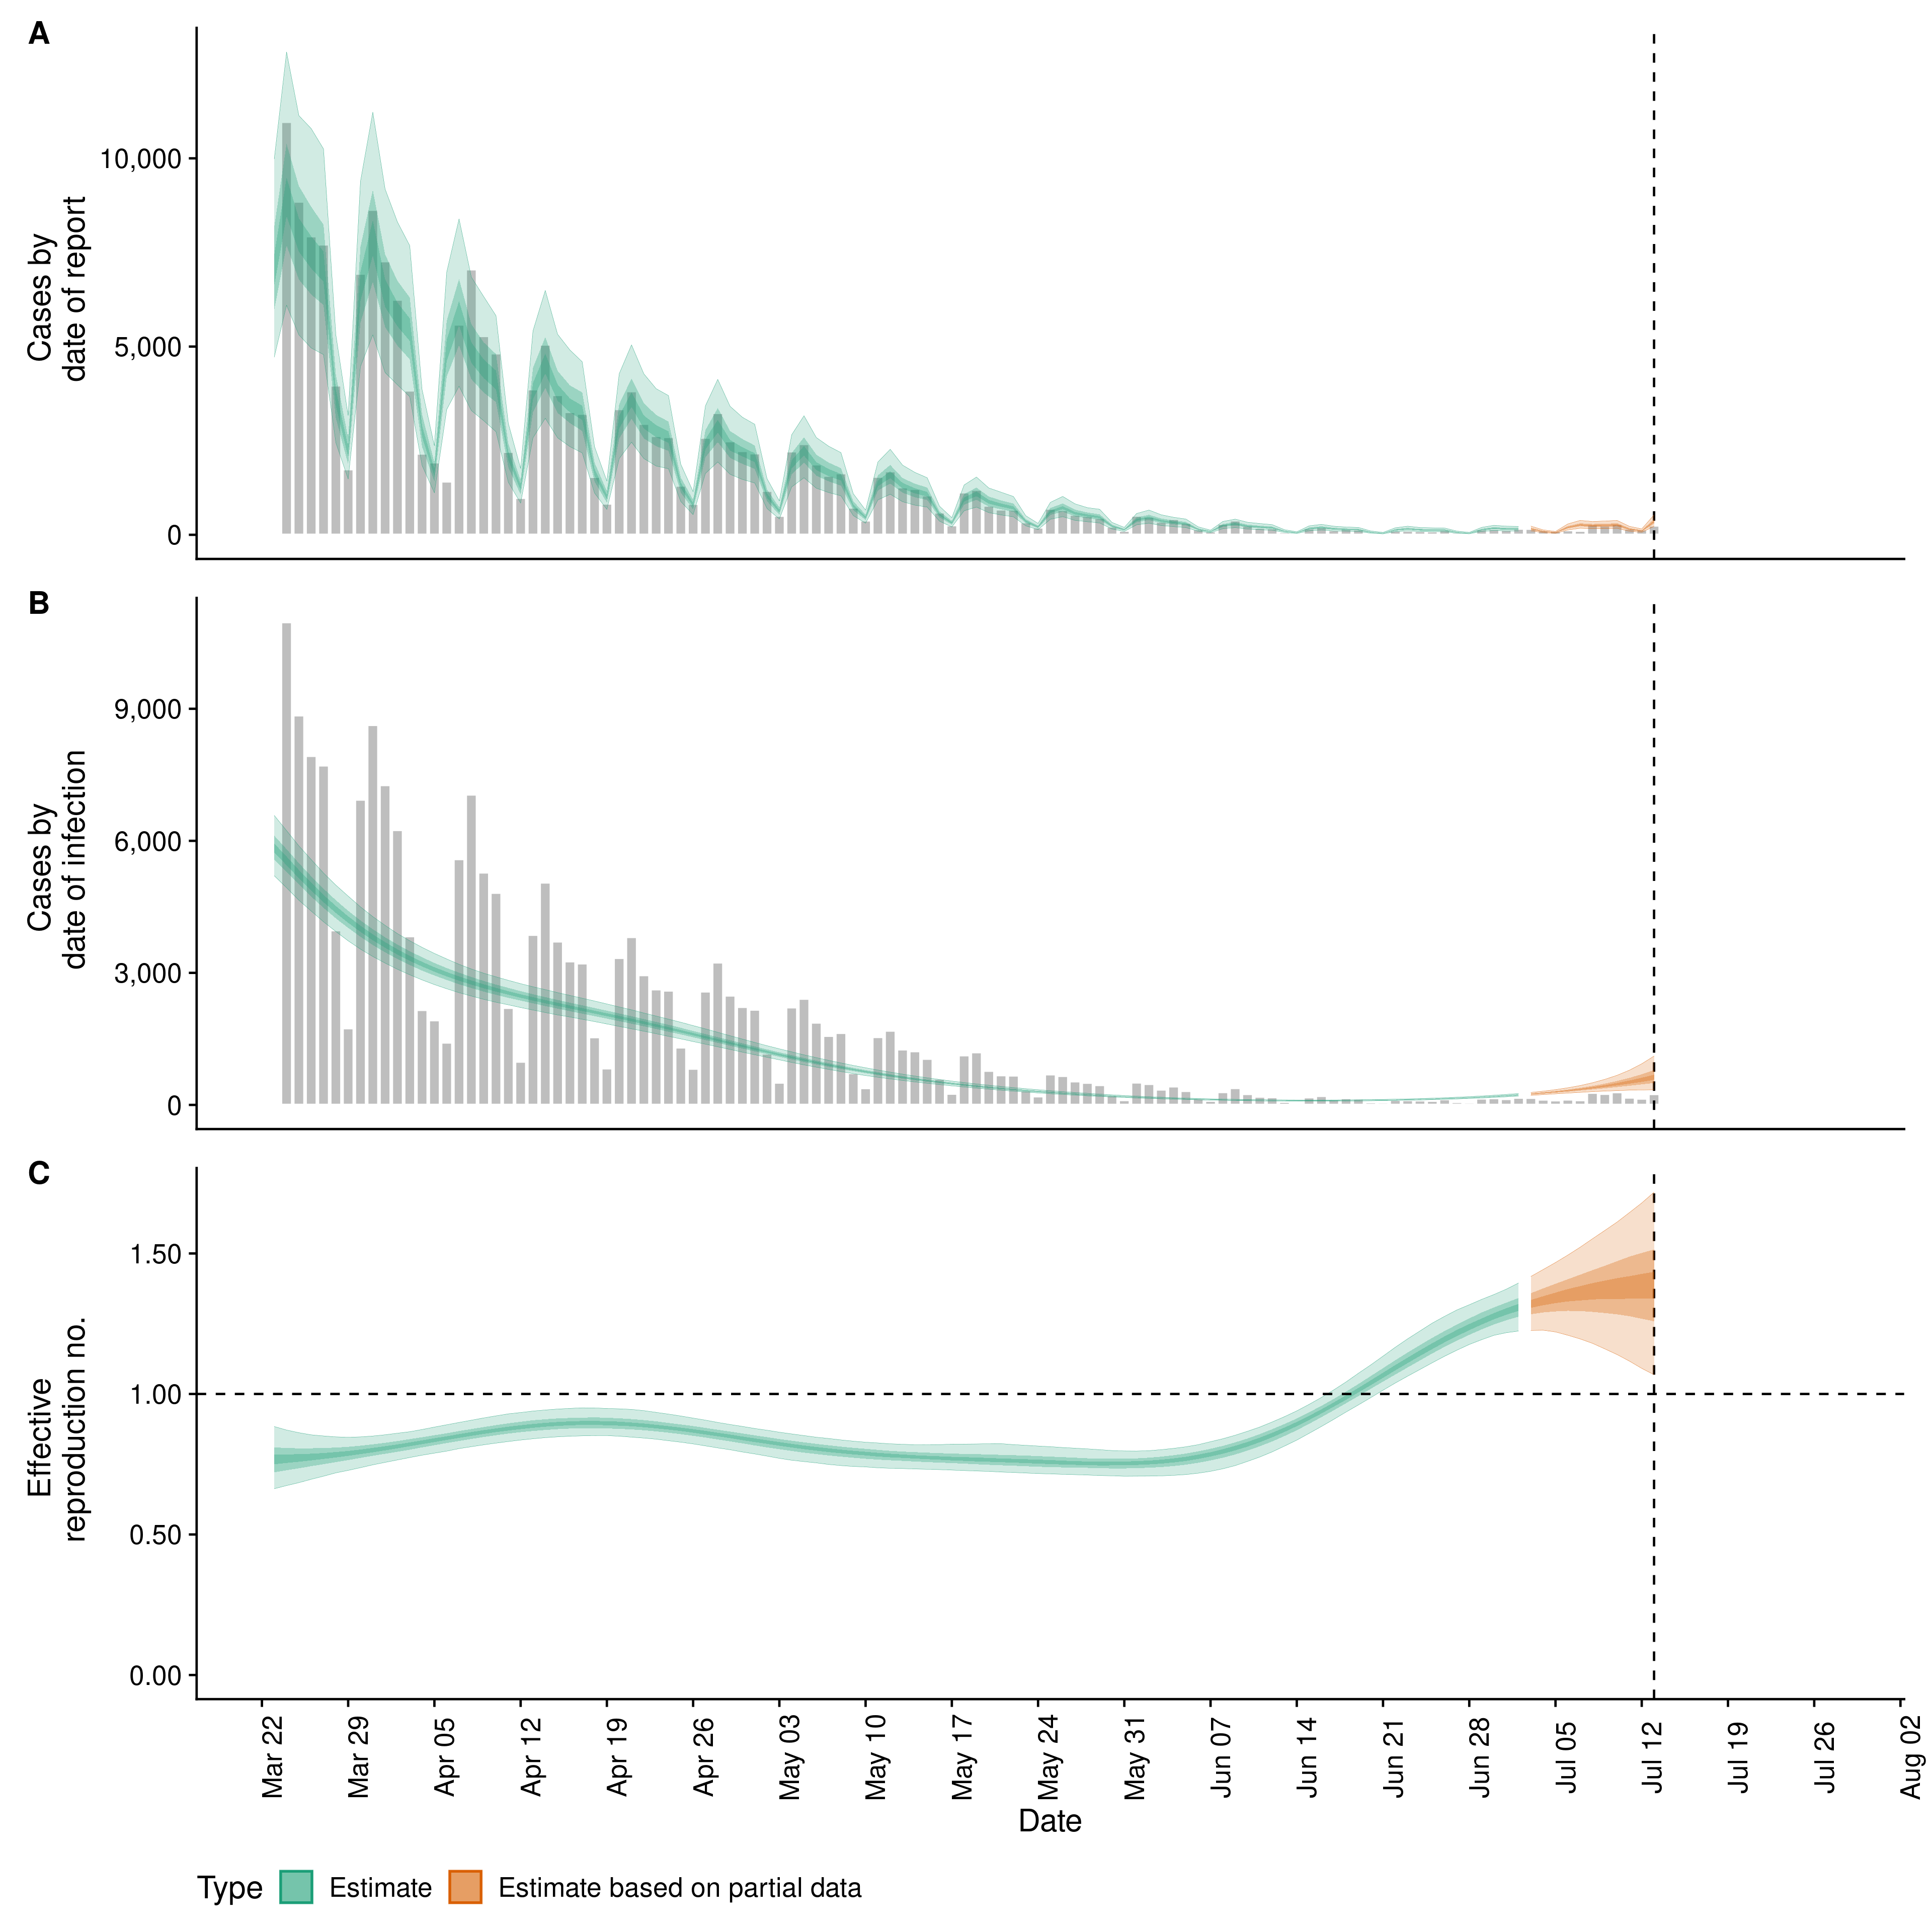 A
Cases by
date of report
10,000
5,000
0
B
Cases by
date of infection
9,000
6,000
3,000
0
C
Effective
reproduction no.
1.50
1.00
0.50
0.00
Mar 22
Mar 29
Apr 05
Apr 12
Apr 19
Apr 26
May 03
May 10
May 17
May 24
May 31
Jun 07
Jun 14
Jun 21
Jun 28
Jul 05
Jul 12
Jul 19
Jul 26
Aug 02
Date
Type Estimate Estimate based on partial data